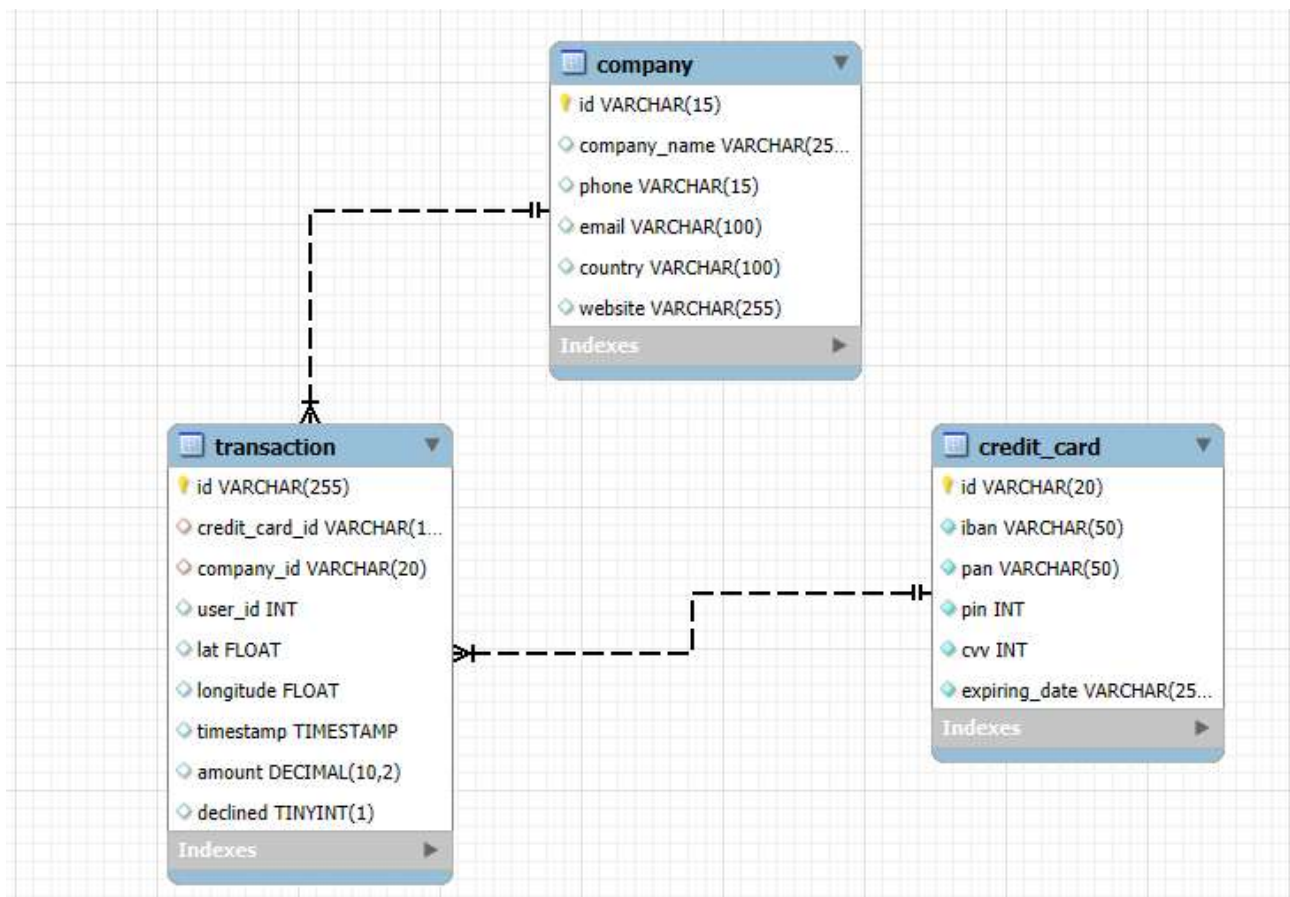 company
id VARCHAR(15)
company_name VARCHAR(25...
phone VARCHAR(15)
email VARCHAR(100)
country VARCHAR(100)
website VARCHAR(255)
Indexes
transaction
id VARCHAR(255)
credit_card_id VARCHAR(1...
company_id VARCHAR(20)
user_id INT
lat FLOAT
longitude FLOAT
timestamp TIMESTAMP
amount DECIMAL(10,2)
declined TINYINT(1)
Indexes
credit_card
id VARCHAR(20)
iban VARCHAR(50)
pan VARCHAR(50)
pin INT
cvv INT
expiring_date VARCHAR(25...
Indexes